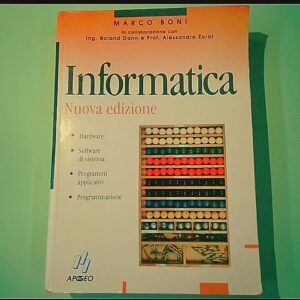 MARCO BONI
in collaborazione con
Ing. Roland Dann e Prof. Alessandra Zoral
Informatica
Nuova edizione
• Hardware
• Software
di sistema
• Programmi
applicativi
• Programmazione
APOGEO